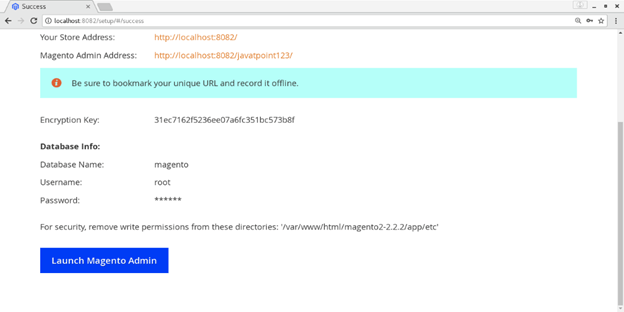 Success
localhost:8082/setup/#/success
Your Store Address: http://localhost:8082/
Magento Admin Address: http://localhost:8082/javatpoint123/
Be sure to bookmark your unique URL and record it offline.
Encryption Key: 31ec7162f5236ee07a6fc351bc573b8f
Database Info:
Database Name: magento
Username: root
Password: ******
For security, remove write permissions from these directories: '/var/www/html/magento2-2.2.2/app/etc'
Launch Magento Admin